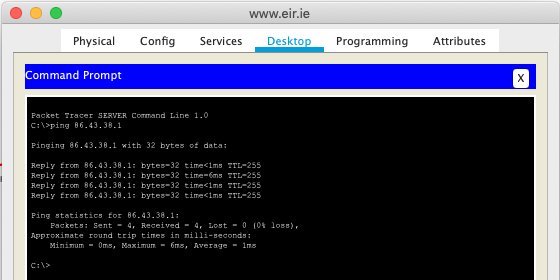 www.eir.ie
Physical Config Services Desktop Programming Attributes
Command Prompt
X
Packet Tracer SERVER Command Line 1.0
C:\>ping 86.43.38.1
Pinging 86.43.38.1 with 32 bytes of data:
Reply from 86.43.38.1: bytes=32 time<1ms TTL=255
Reply from 86.43.38.1: bytes=32 time=6ms TTL=255
Reply from 86.43.38.1: bytes=32 time<1ms TTL=255
Reply from 86.43.38.1: bytes=32 time<1ms TTL=255
Ping statistics for 86.43.38.1:
Packets: Sent = 4, Received = 4, Lost = 0 (0% loss),
Approximate round trip times in milli-seconds:
Minimum = 0ms, Maximum = 6ms, Average = 1ms
C:\>